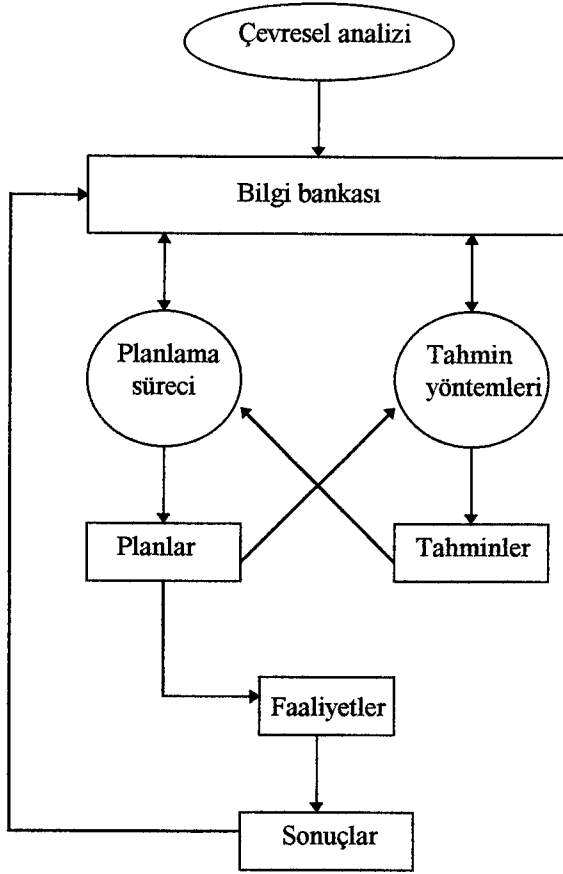 Çevresel analizi
Bilgi bankası
Planlama
süreci
Tahmin
yöntemleri
Planlar
Tahminler
Faaliyetler
Sonuçlar